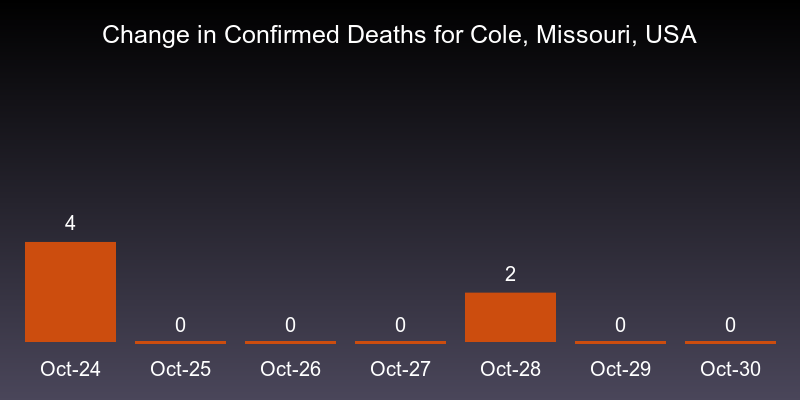 Change in Confirmed Deaths for Cole, Missouri, USA
4
2
0 0 0 0 0
Oct-24 Oct-25 Oct-26 Oct-27 Oct-28 Oct-29 Oct-30